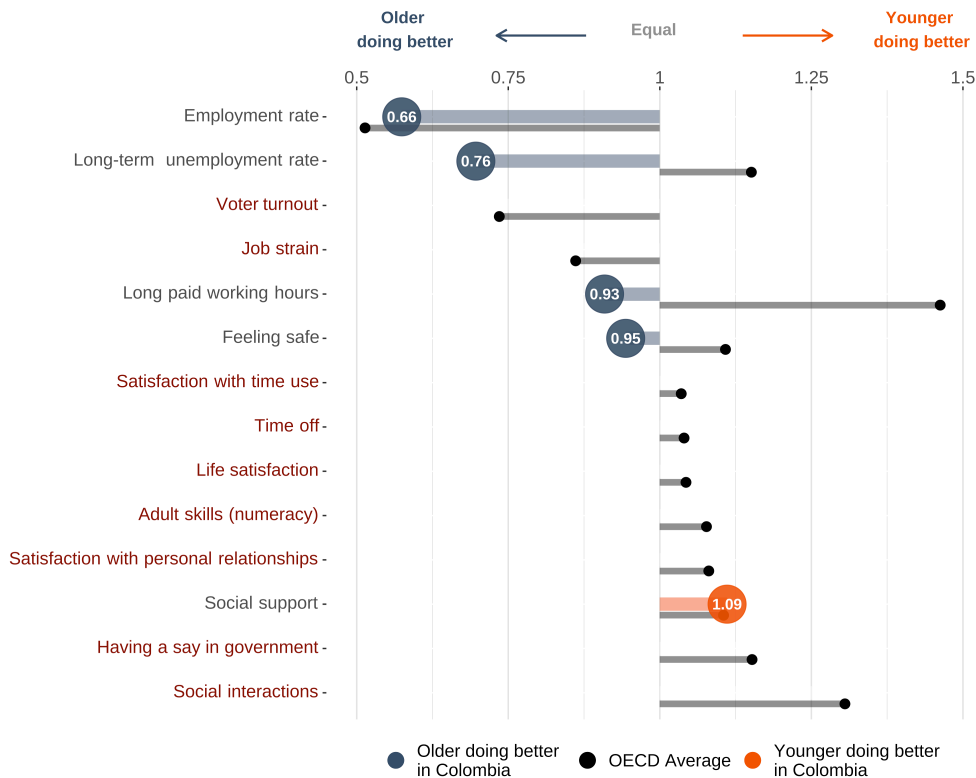 Older
doing better
Equal
Younger
doing better
0.5 0.75 1 1.25 1.5
Employment rate
0.66
Long-term unemployment rate
0.76
Voter turnout
Job strain
Long paid working hours
0.93
Feeling safe
0.95
Satisfaction with time use
Time off
Life satisfaction
Adult skills (numeracy)
Satisfaction with personal relationships
Social support
1.09
Having a say in government
Social interactions
Older doing better
in Colombia
OECD Average
Younger doing better
in Colombia